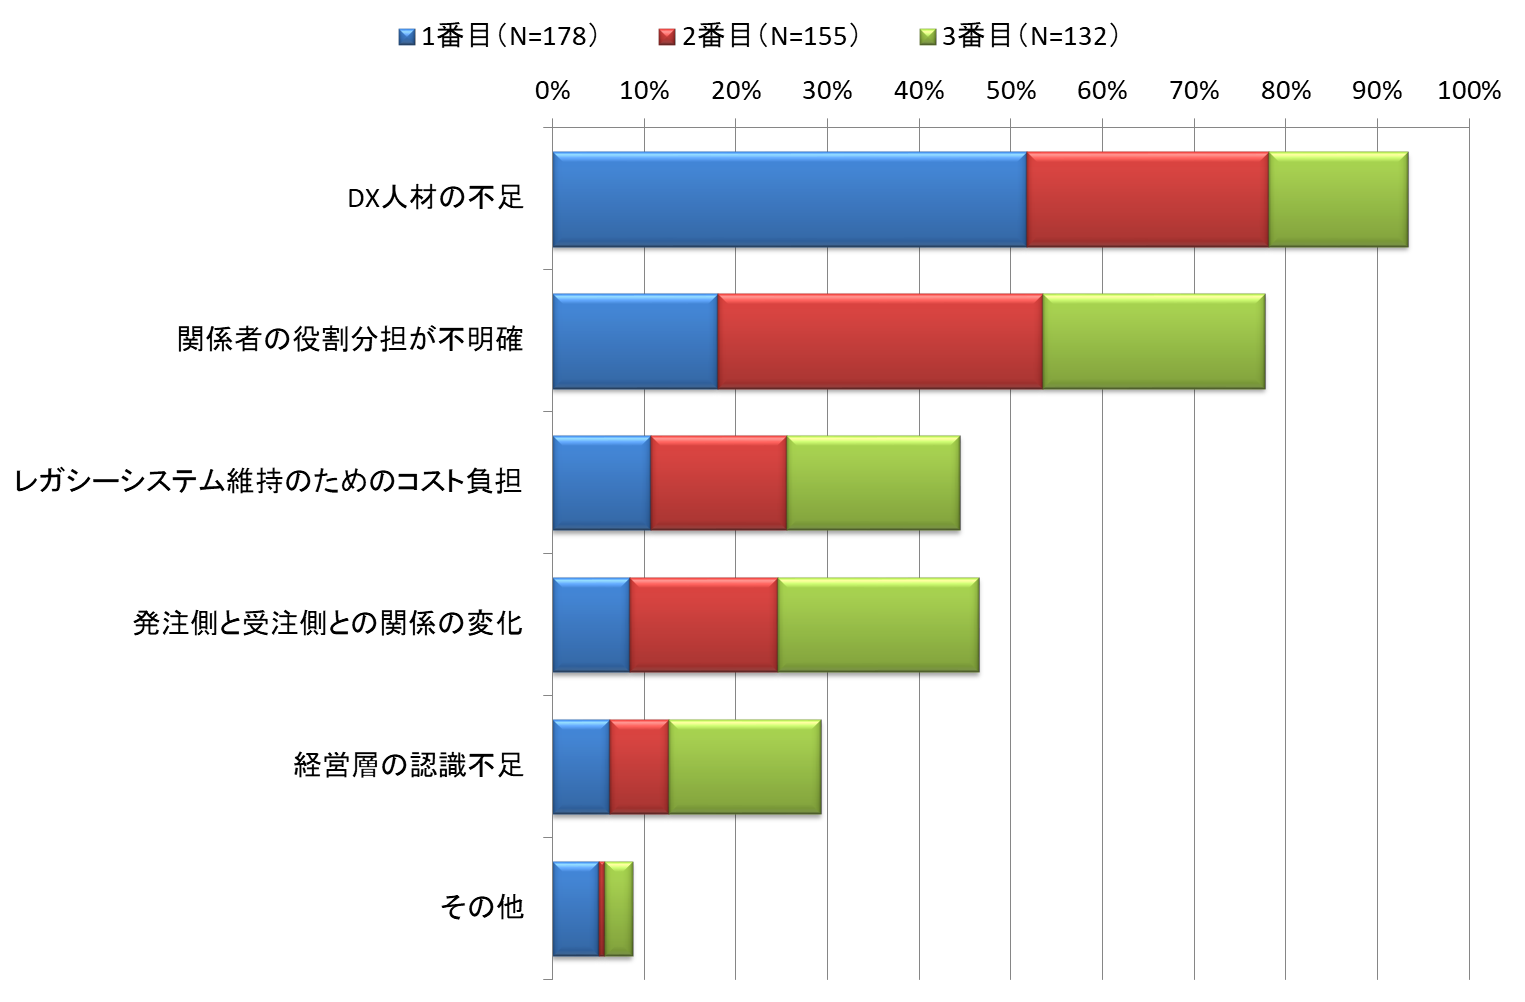 1番目（N=178） 2番目（N=155） 3番目（N=132）
0% 10% 20% 30% 40% 50% 60% 70% 80% 90% 100%
DX人材の不足
関係者の役割分担が不明確
レガシーシステム維持のためのコスト負担
発注側と受注側との関係の変化
経営層の認識不足
その他